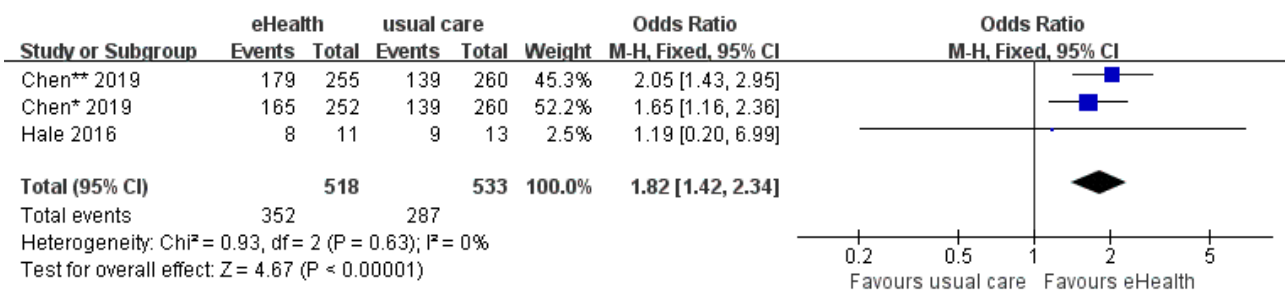 eHealth usual care Odds Ratio Odds Ratio
Study or Subgroup Events Total Events Total Weight M-H, Fixed, 95% CI M-H, Fixed, 95% CI
Chen** 2019 179 255 139 260 45.3% 2.05 [1.43, 2.95]
Chen* 2019 165 252 139 260 52.2% 1.65 [1.16, 2.36]
Hale 2016 8 11 9 13 2.5% 1.19 [0.20, 6.99]
Total (95% CI) 518 533 100.0% 1.82 [1.42, 2.34]
Total events 352 287
Heterogeneity: Chi² = 0.93, df = 2 (P = 0.63); I² = 0%
Test for overall effect: Z = 4.67 (P < 0.00001)
0.2 0.5 1 2 5
Favours usual care Favours eHealth